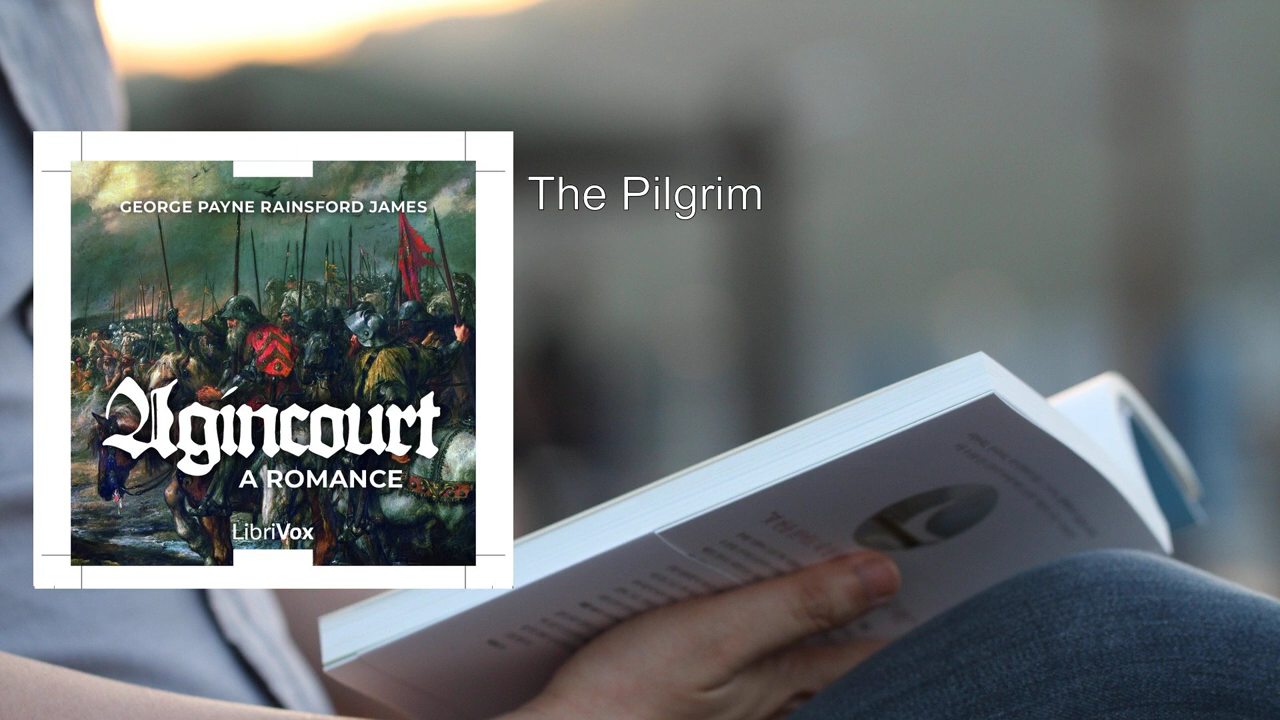 GEORGE PAYNE RAINSFORD JAMES
Agincourt
A ROMANCE
LibriVox
The Pilgrim